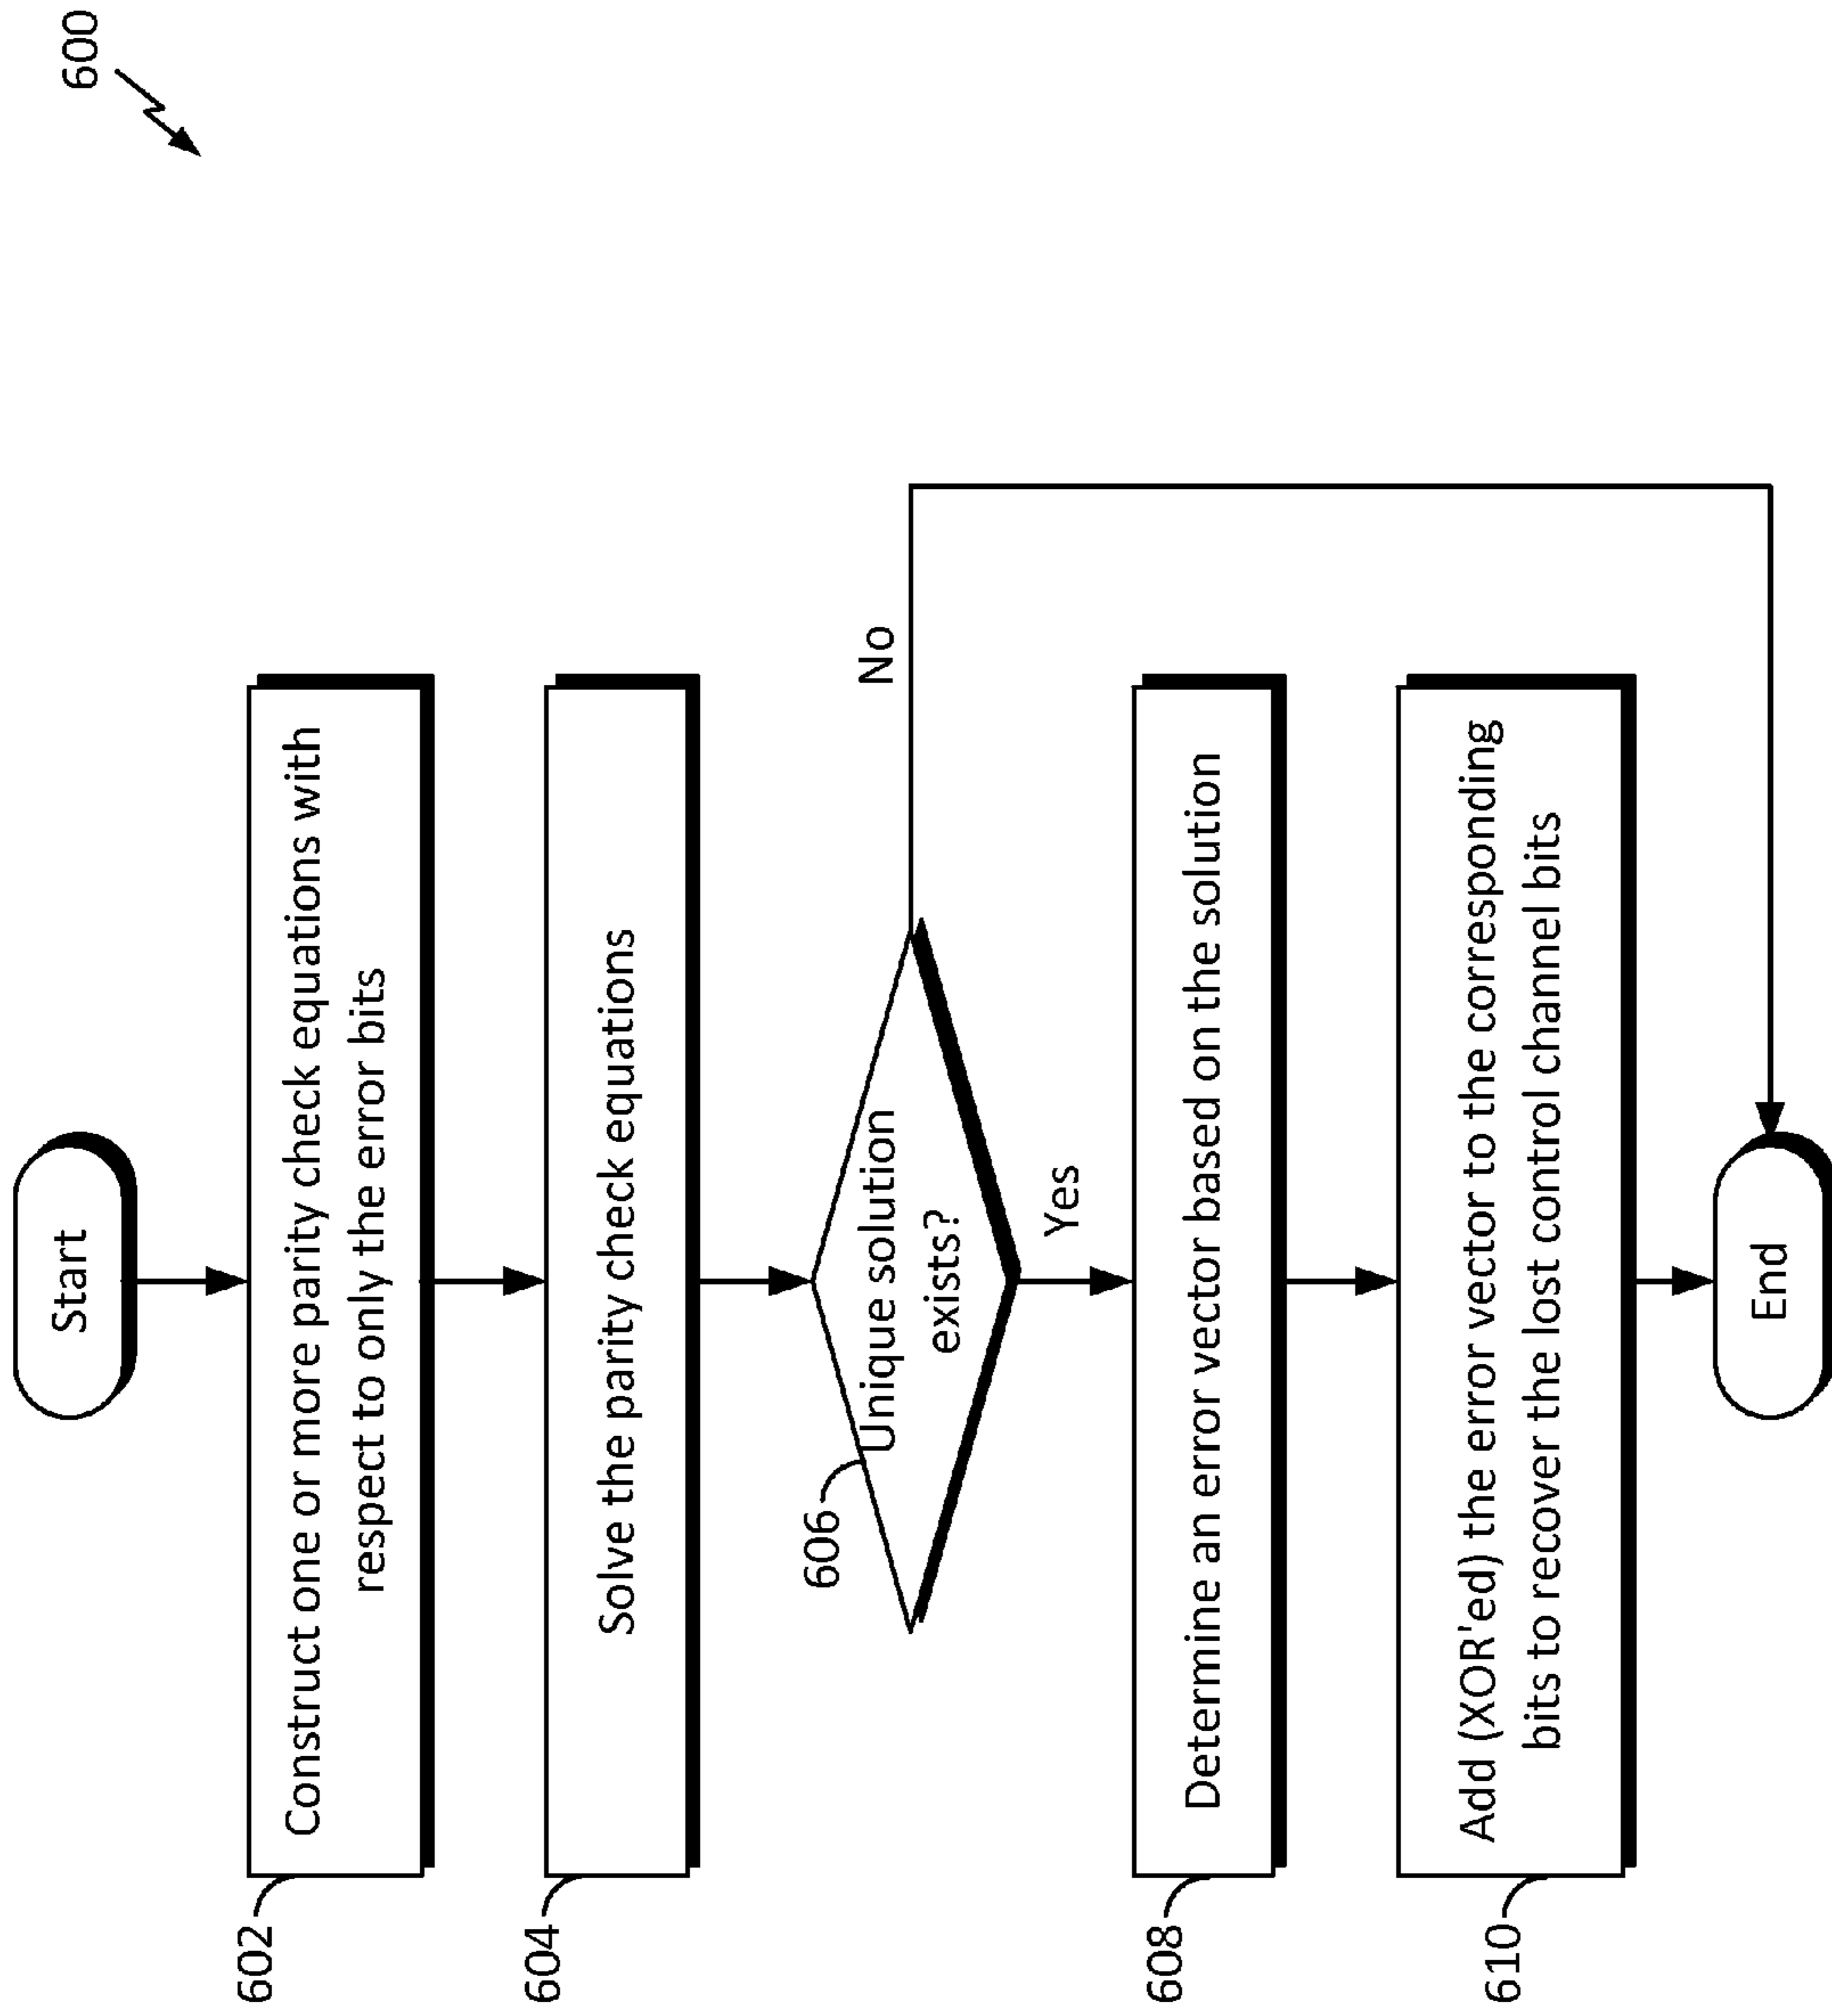 600
Start
602
Construct one or more parity check equations with
respect to only the error bits
604
Solve the parity check equations
606
Unique solution
exists?
No
Yes
608
Determine an error vector based on the solution
610
Add (XOR'ed) the error vector to the corresponding
bits to recover the lost control channel bits
End